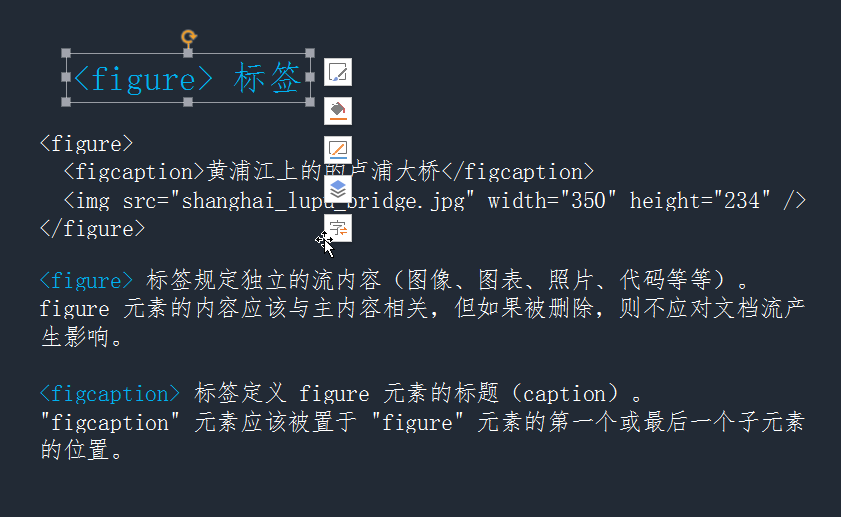 <figure> 标签
<figure>
<figcaption>黄浦江上的的卢浦大桥</figcaption>
<img src="shanghai_lupu_bridge.jpg" width="350" height="234" />
</figure>
<figure> 标签规定独立的流内容（图像、图表、照片、代码等等）。
figure 元素的内容应该与主内容相关，但如果被删除，则不应对文档流产
生影响。
<figcaption> 标签定义 figure 元素的标题（caption）。
"figcaption" 元素应该被置于 "figure" 元素的第一个或最后一个子元素
的位置。
字